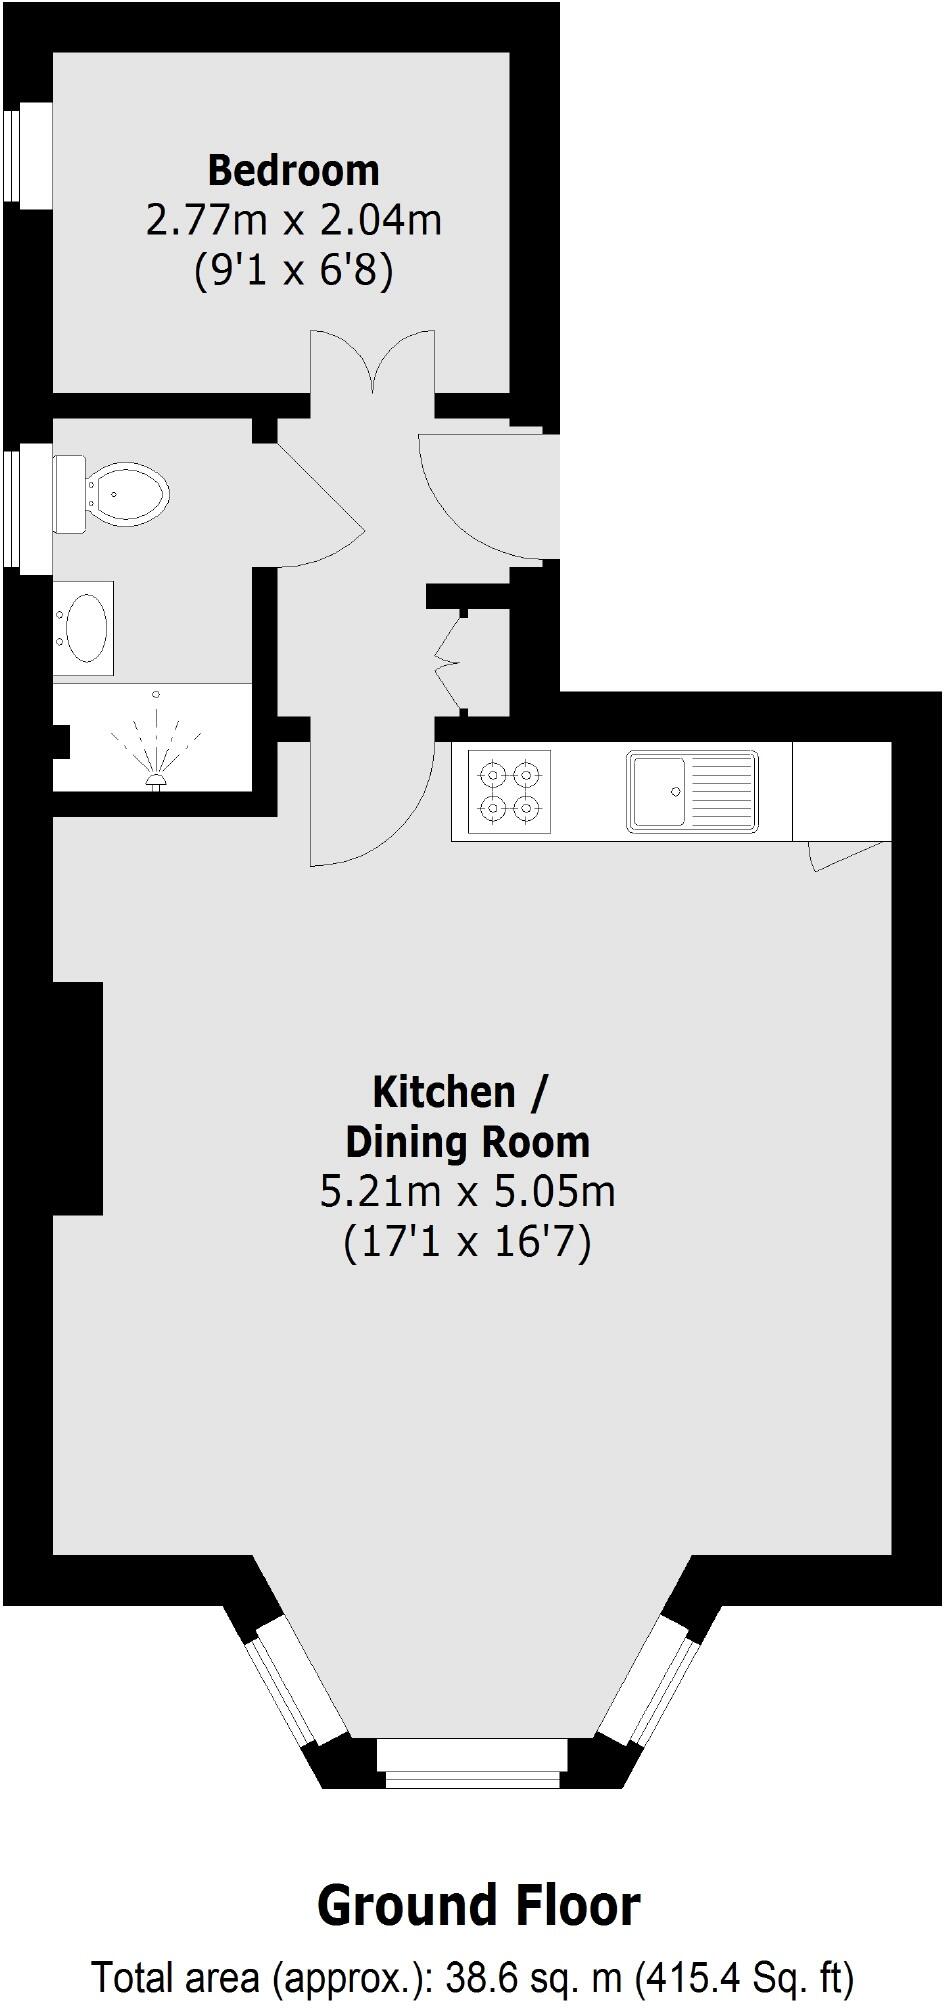 Bedroom
2.77m x 2.04m
(9'1 x 6'8)
Kitchen /
Dining Room
5.21m x 5.05m
(17'1 x 16'7)
Ground Floor
Total area (approx.): 38.6 sq. m (415.4 Sq. ft)